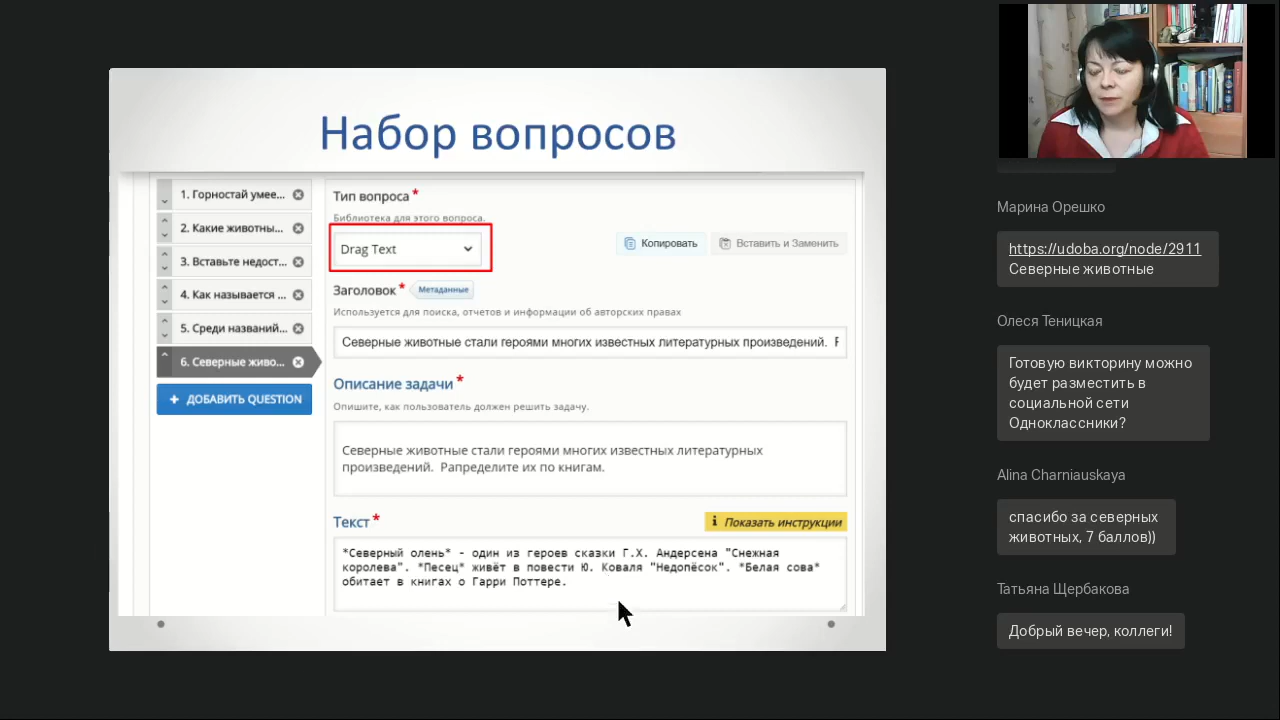 Набор вопросов
1. Горностай умее...
2. Какие животны...
3. Вставьте недост...
4. Как называется ...
5. Среди названий...
6. Северные живо...
+ ДОБАВИТЬ QUESTION
Тип вопроса *
Библиотека для этого вопроса.
Drag Text
Копировать
Вставить и Заменить
Заголовок * Метаданные
Используется для поиска, отчетов и информации об авторских правах
Северные животные стали героями многих известных литературных произведений.
Описание задачи *
Опишите, как пользователь должен решить задачу.
Северные животные стали героями многих известных литературных
произведений. Рапределите их по книгам.
Текст *
Показать инструкции
*Северный олень* - один из героев сказки Г.Х. Андерсена "Снежная
королева". *Песец* живёт в повести Ю. Коваля "Недопёсок". *Белая сова*
обитает в книгах о Гарри Поттере.
Марина Орешко
https://udoba.org/node/2911
Северные животные
Олеся Теницкая
Готовую викторину можно
будет разместить в
социальной сети
Одноклассники?
Alina Charniauskaya
спасибо за северных
животных, 7 баллов))
Татьяна Щербакова
Добрый вечер, коллеги!